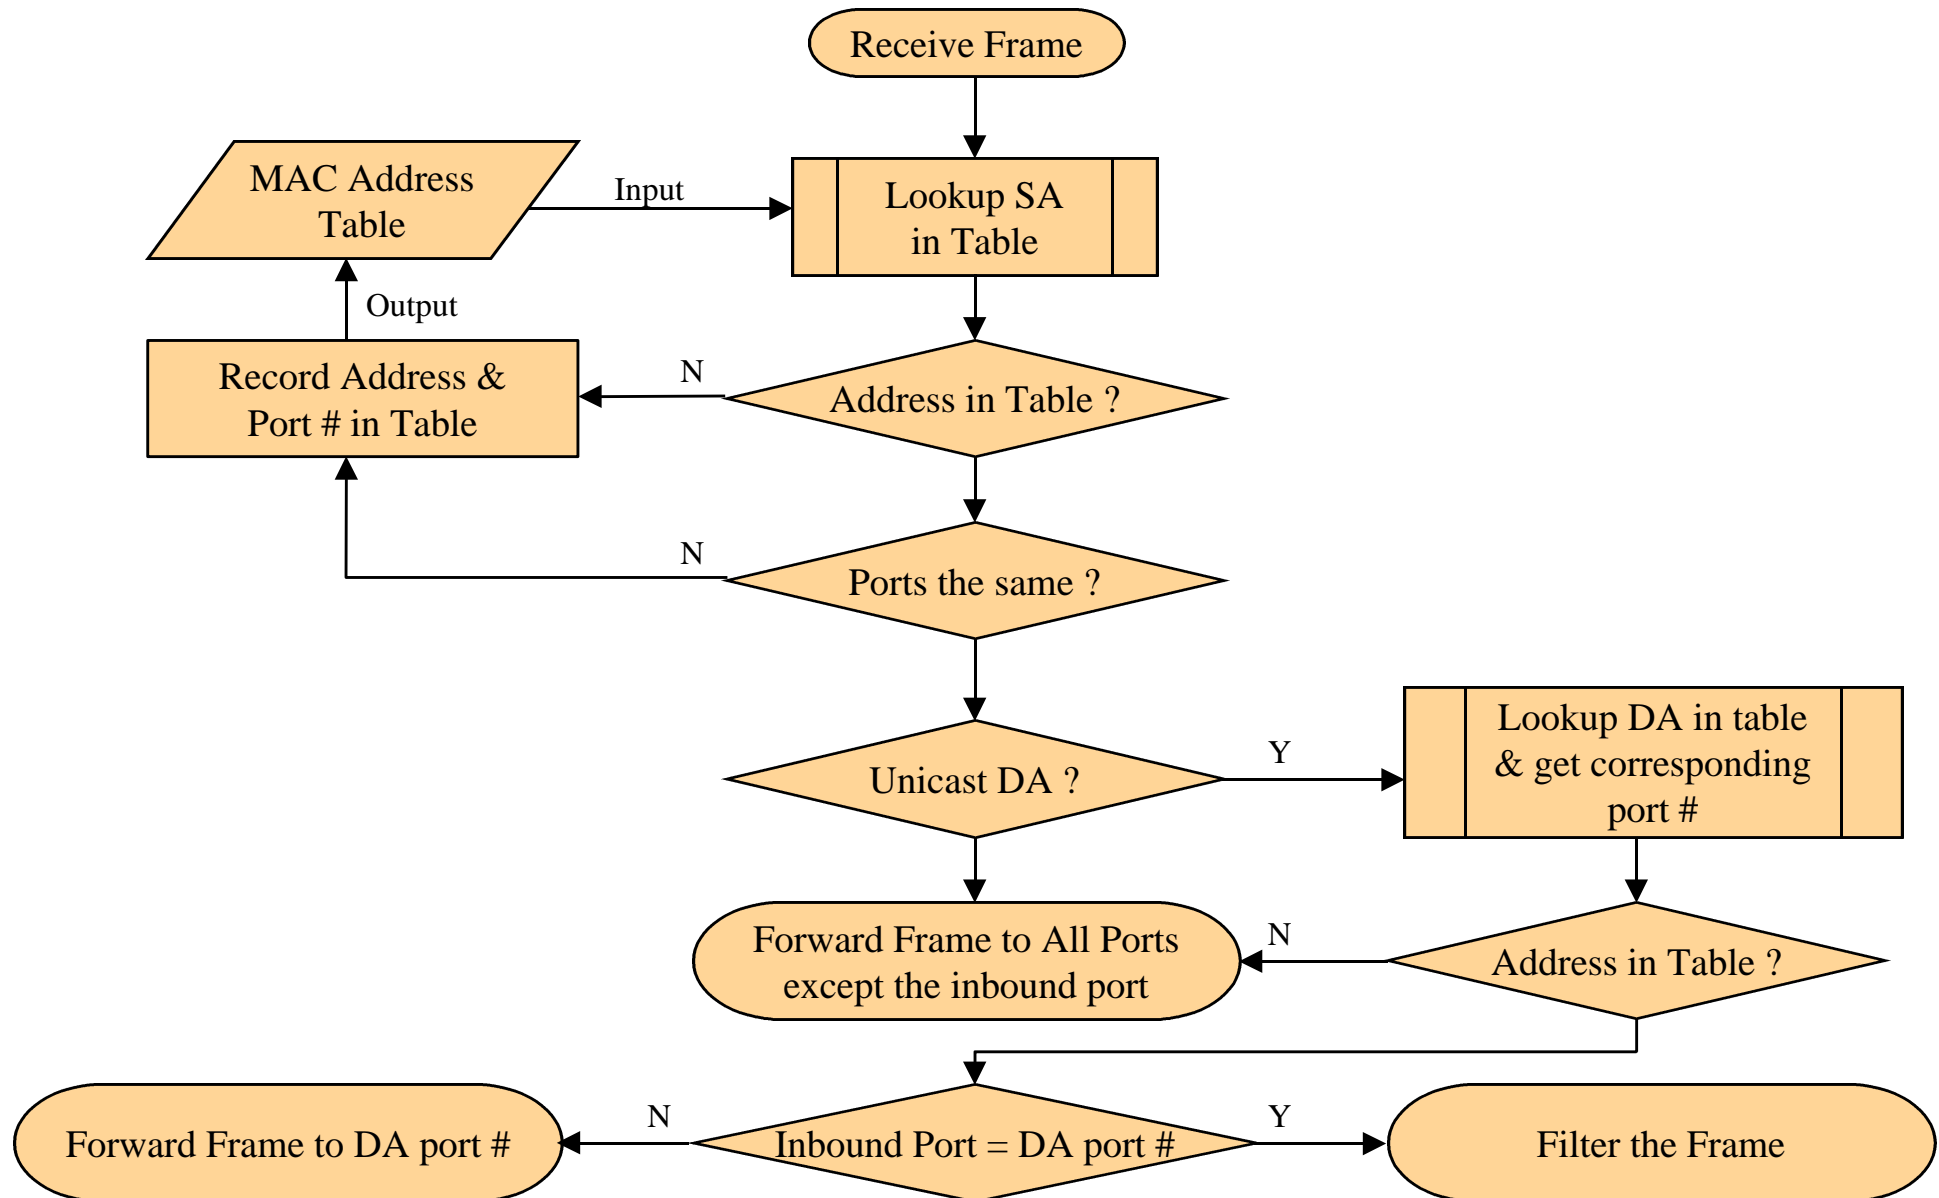 Receive Frame
MAC Address
Table
Input
Lookup SA
in Table
Output
Record Address &
Port # in Table
N
Address in Table ?
N
Ports the same ?
Unicast DA ?
Y
Lookup DA in table
& get corresponding
port #
Forward Frame to All Ports
except the inbound port
N
Address in Table ?
Forward Frame to DA port #
N
Inbound Port = DA port #
Y
Filter the Frame